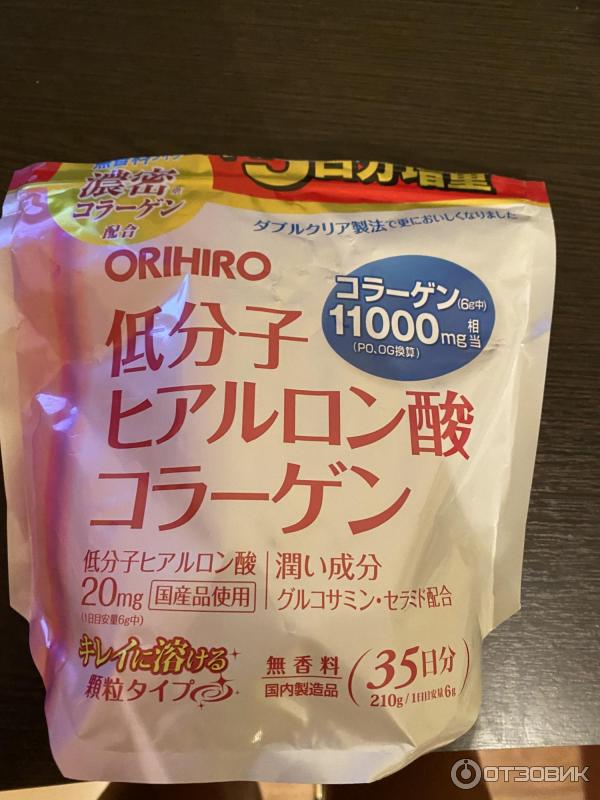 濃密
コラーゲン
配合
5日分増量
ダブルクリア製法で更においしくなりました
ORIHIRO
コラーゲン(6g中)
11000mg相当
(PO、OG換算)
低分子
ヒアルロン酸
コラーゲン
低分子ヒアルロン酸
20mg 国産品使用
(1日目安量6g中)
潤い成分
グルコサミン・セラミド配合
キレイに溶ける
顆粒タイプ
無香料
国内製造品
35日分
210g/1日目安量6g
ОТЗОВИК